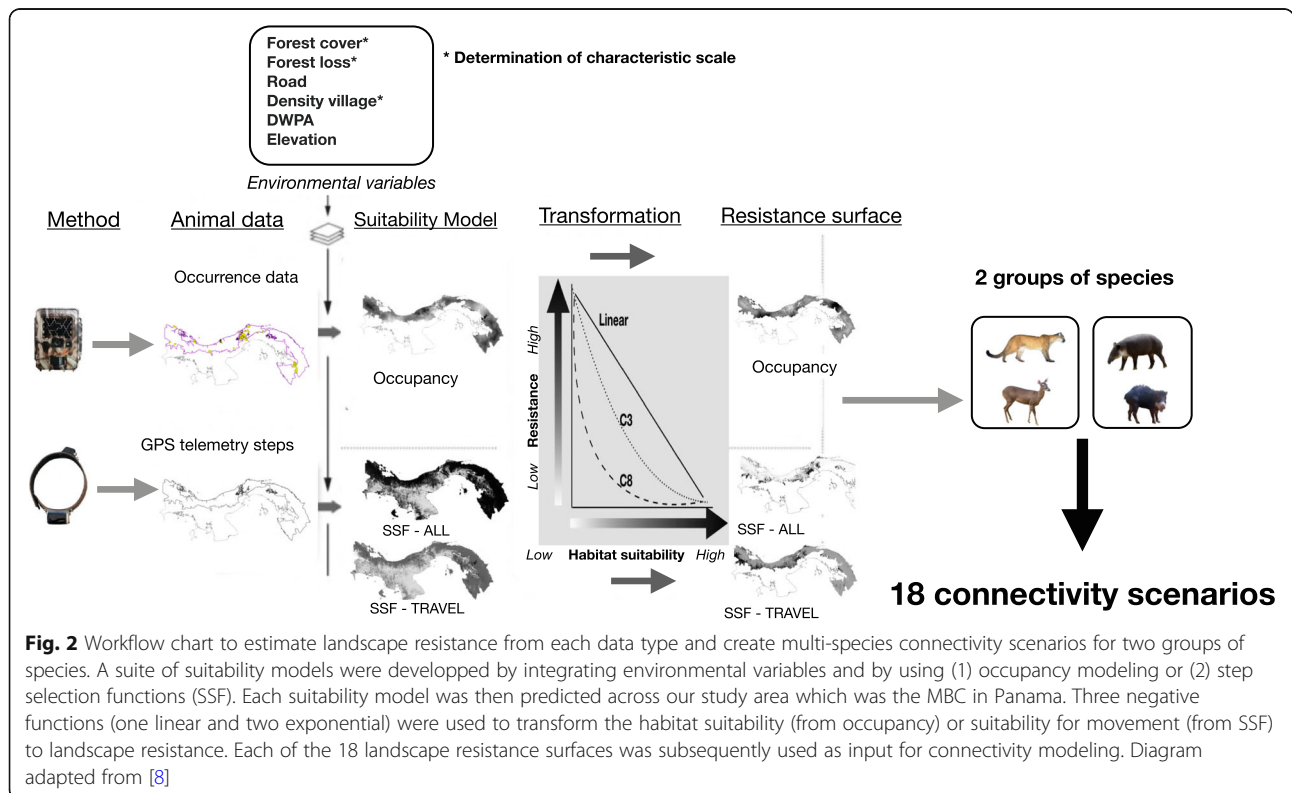 Forest cover*
Forest loss*
Road
Density village*
DWPA
Elevation
* Determination of characteristic scale
Environmental variables
Method
Animal data
Suitability Model
Transformation
Resistance surface
Occurrence data
Occupancy
GPS telemetry steps
SSF - ALL
SSF - TRAVEL
High
Resistance
Low
Linear
C3
C8
Low
Habitat suitability
High
Occupancy
SSF - ALL
SSF - TRAVEL
2 groups of species
18 connectivity scenarios
Fig. 2 Workflow chart to estimate landscape resistance from each data type and create multi-species connectivity scenarios for two groups of
species. A suite of suitability models were developped by integrating environmental variables and by using (1) occupancy modeling or (2) step
selection functions (SSF). Each suitability model was then predicted across our study area which was the MBC in Panama. Three negative
functions (one linear and two exponential) were used to transform the habitat suitability (from occupancy) or suitability for movement (from SSF)
to landscape resistance. Each of the 18 landscape resistance surfaces was subsequently used as input for connectivity modeling. Diagram
adapted from [8]